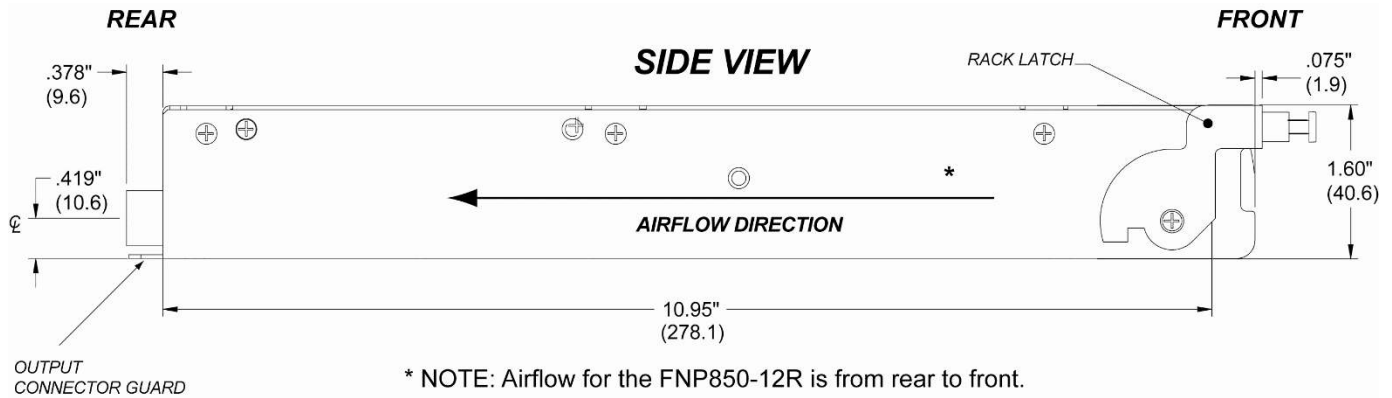 REAR
FRONT
SIDE VIEW
RACK LATCH
.378"
(9.6)
.075"
(1.9)
.419"
(10.6)
℄
1.60"
(40.6)
*
AIRFLOW DIRECTION
10.95"
(278.1)
OUTPUT
CONNECTOR GUARD
* NOTE: Airflow for the FNP850-12R is from rear to front.